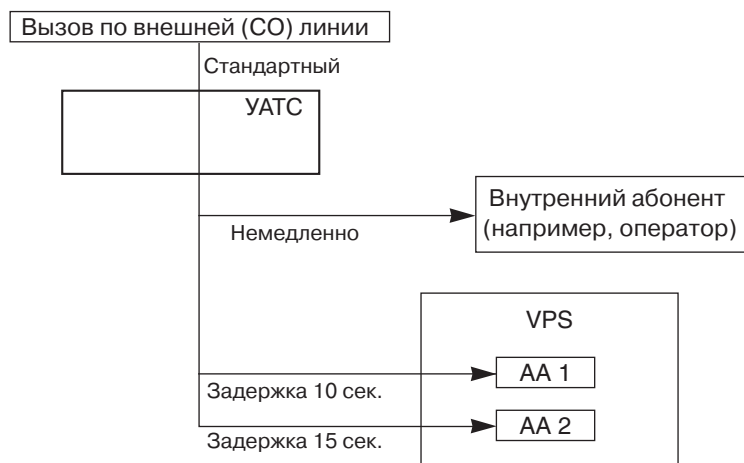 Вызов по внешней (CO) линии
Стандартный
УАТС
Внутренний абонент
(например, оператор)
Немедленно
VPS
AA 1
Задержка 10 сек.
AA 2
Задержка 15 сек.